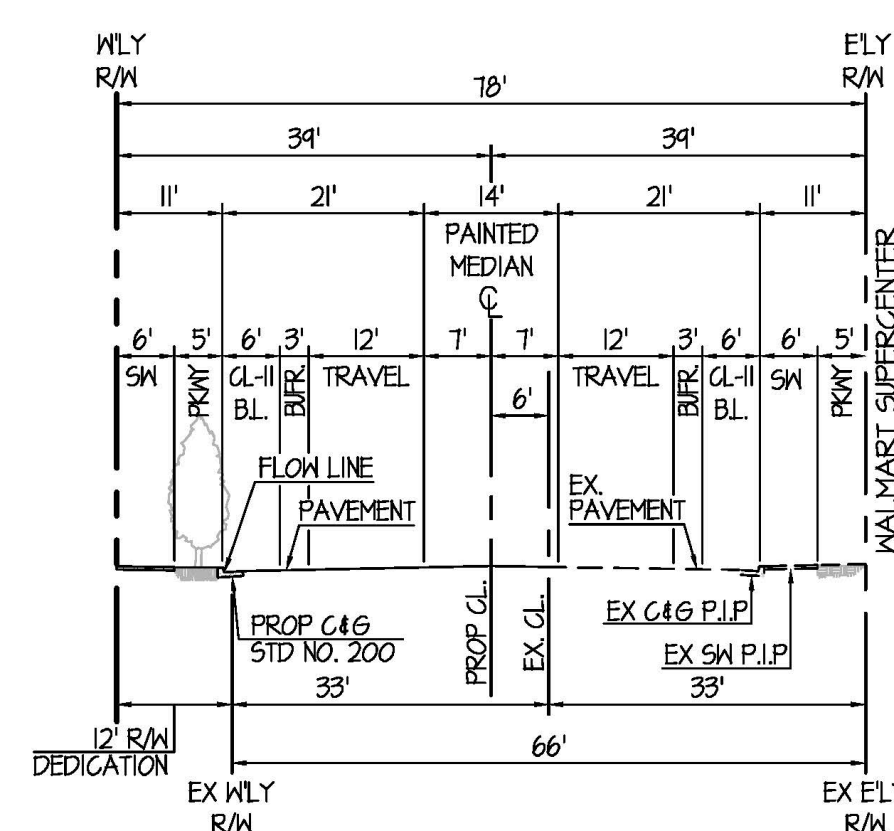 W'LY
R/W
E'LY
R/W
78'
39'
39'
11'
21'
14'
21'
11'
PAINTED
MEDIAN
CL
6'
5'
6'
3'
12'
7'
7'
12'
3'
6'
6'
5'
SW
PKWY
CL-II
B.L.
BUFR.
TRAVEL
6'
TRAVEL
BUFR.
CL-II
B.L.
SW
PKWY
WALMART SUPERCENTER
FLOW LINE
PAVEMENT
EX.
PAVEMENT
PROP C&G
STD NO. 200
PROP CL.
EX. CL.
EX C&G P.I.P
EX SW P.I.P
33'
33'
12' R/W
DEDICATION
66'
EX W'LY
R/W
EX E'LY
R/W